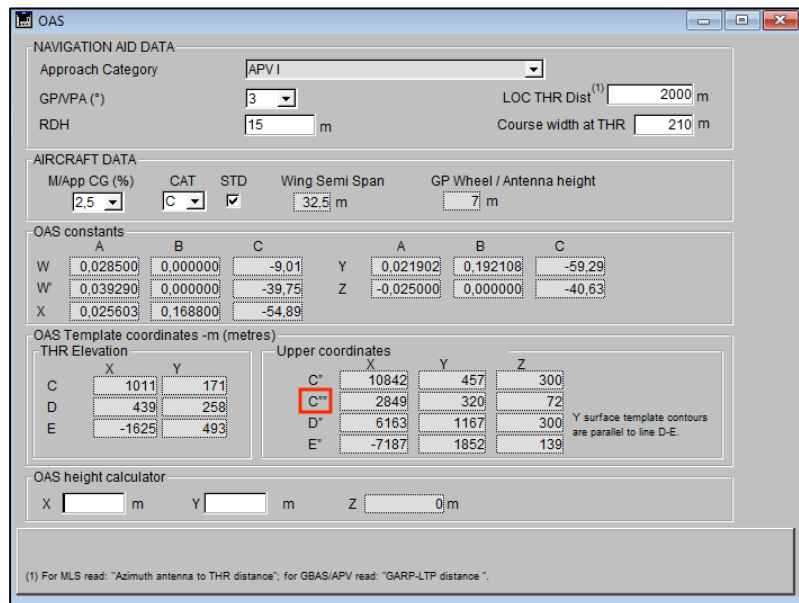 OAS
NAVIGATION AID DATA
Approach Category APV I
GP/VPA (°) 3 LOC THR Dist (1) 2000 m
RDH 15 m Course width at THR 210 m
AIRCRAFT DATA
M/App CG (%) CAT STD Wing Semi Span GP Wheel / Antenna height
2,5 C 32,5 m 7 m
OAS constants
A B C A B C
W 0,028500 0,000000 -9,01 Y 0,021902 0,192108 -59,29
W' 0,039290 0,000000 -39,75 Z -0,025000 0,000000 -40,63
X 0,025603 0,168800 -54,89
OAS Template coordinates -m (metres)
THR Elevation Upper coordinates
X Y X Y Z
C 1011 171 C" 10842 457 300
D 439 258 C"" 2849 320 72
E -1625 493 D" 6163 1167 300
E" -7187 1852 139
Y surface template contours
are parallel to line D-E.
OAS height calculator
X m Y m Z 0 m
(1) For MLS read: "Azimuth antenna to THR distance"; for GBAS/APV read: "GARP-LTP distance ".